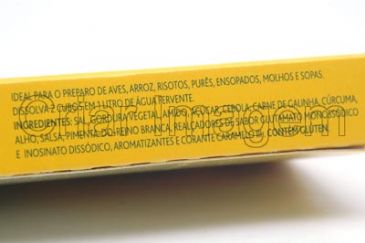 IDEAL PARA O PREPARO DE AVES, ARROZ, RISOTOS, PURÊS, ENSOPADOS, MOLHOS E SOPAS.
DISSOLVA 2 CUBOS EM 1 LITRO DE ÁGUA FERVENTE.
INGREDIENTES: SAL, GORDURA VEGETAL, AMIDO, AÇÚCAR, CEBOLA, CARNE DE GALINHA, CÚRCUMA,
ALHO, SALSA, PIMENTA-DO-REINO BRANCA, REALÇADORES DE SABOR GLUTAMATO MONOSSÓDICO
E INOSINATO DISSÓDICO, AROMATIZANTES E CORANTE CARAMELO III. CONTÉM GLÚTEN.